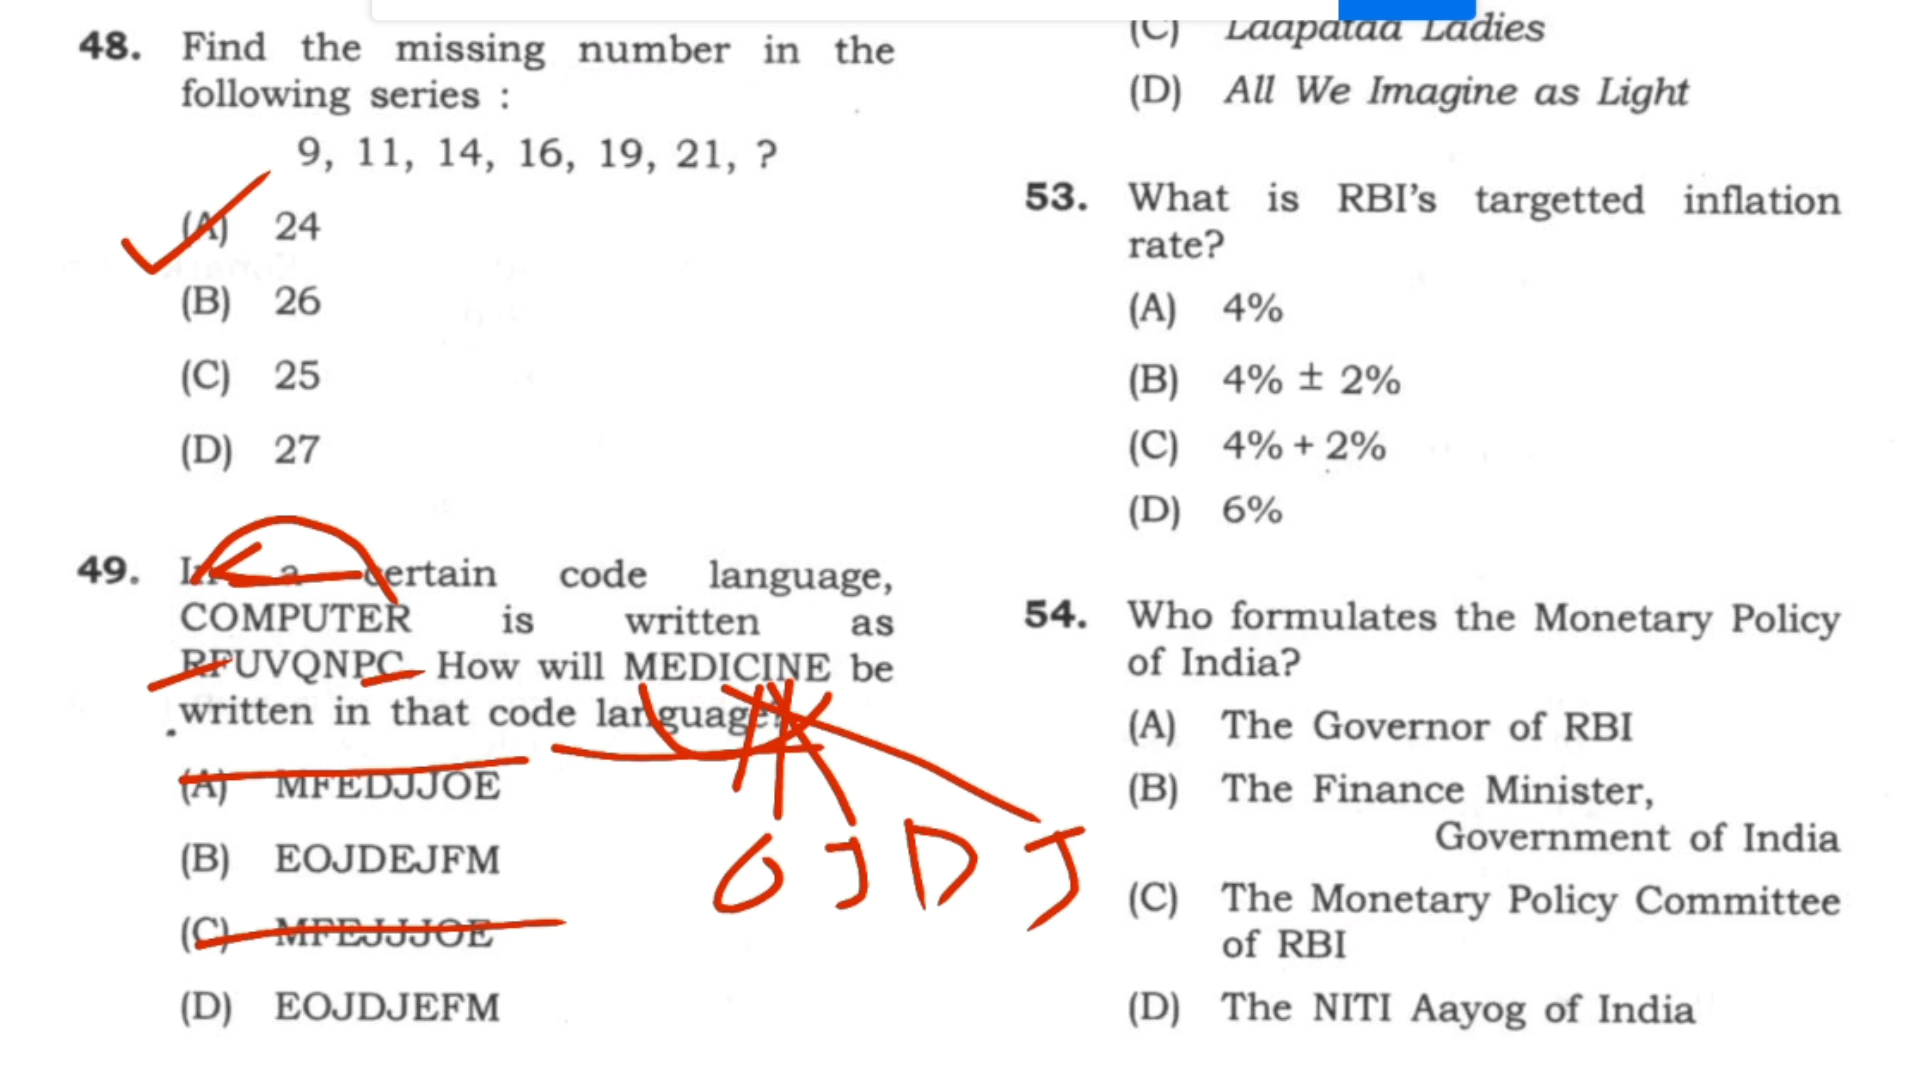 48. Find the missing number in the
following series :
9, 11, 14, 16, 19, 21, ?
(A) 24
(B) 26
(C) 25
(D) 27
49. In a certain code language,
COMPUTER is written as
RFUVQNPC. How will MEDICINE be
written in that code language?
(A) MFEDJJOE
(B) EOJDEJFM
(C) MFEJJJOE
(D) EOJDJEFM
O J D J
(C) Laapataa Ladies
(D) All We Imagine as Light
53. What is RBI's targetted inflation
rate?
(A) 4%
(B) 4% ± 2%
(C) 4% + 2%
(D) 6%
54. Who formulates the Monetary Policy
of India?
(A) The Governor of RBI
(B) The Finance Minister,
Government of India
(C) The Monetary Policy Committee
of RBI
(D) The NITI Aayog of India